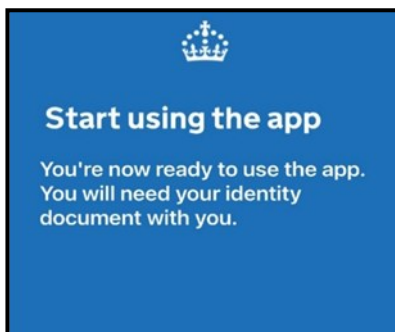 Start using the app
You're now ready to use the app.
You will need your identity
document with you.